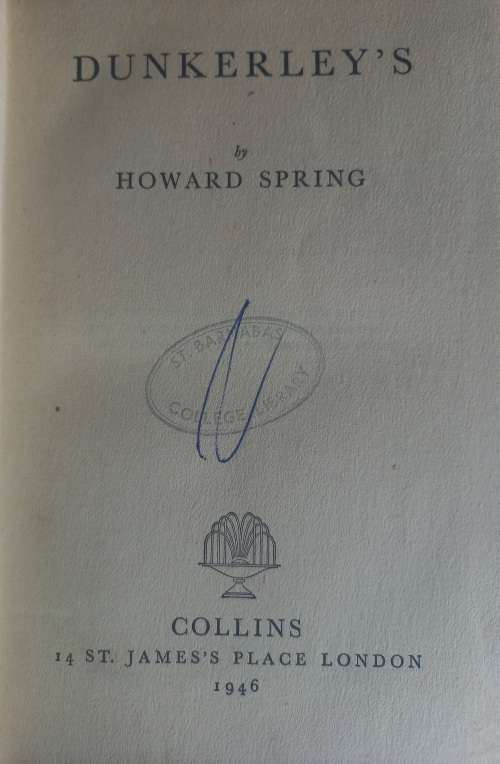 DUNKERLEY'S
by
HOWARD SPRING
ST. BARNABAS
COLLEGE LIBRARY
COLLINS
14 ST. JAMES'S PLACE LONDON
1946